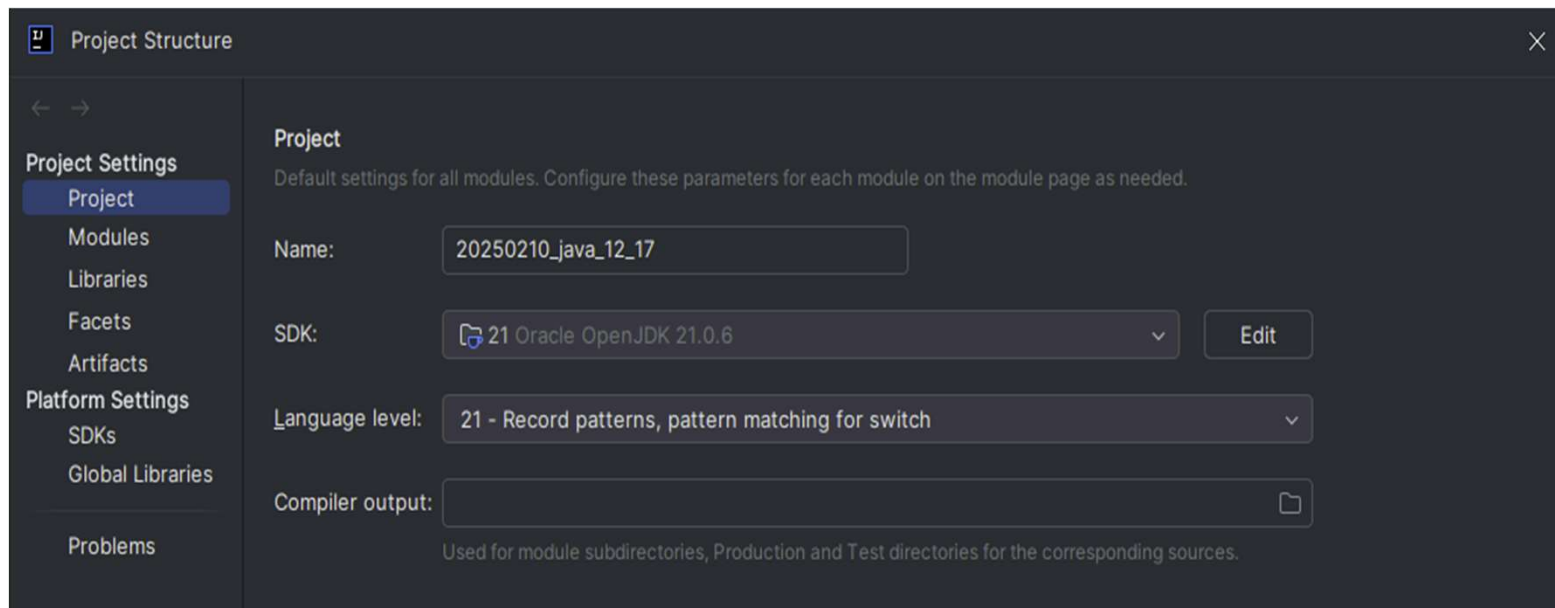 IJ
Project Structure
Project Settings
Project
Modules
Libraries
Facets
Artifacts
Platform Settings
SDKs
Global Libraries
Problems
Project
Default settings for all modules. Configure these parameters for each module on the module page as needed.
Name: 20250210_java_12_17
SDK: 21 Oracle OpenJDK 21.0.6 Edit
Language level: 21 - Record patterns, pattern matching for switch
Compiler output:
Used for module subdirectories, Production and Test directories for the corresponding sources.